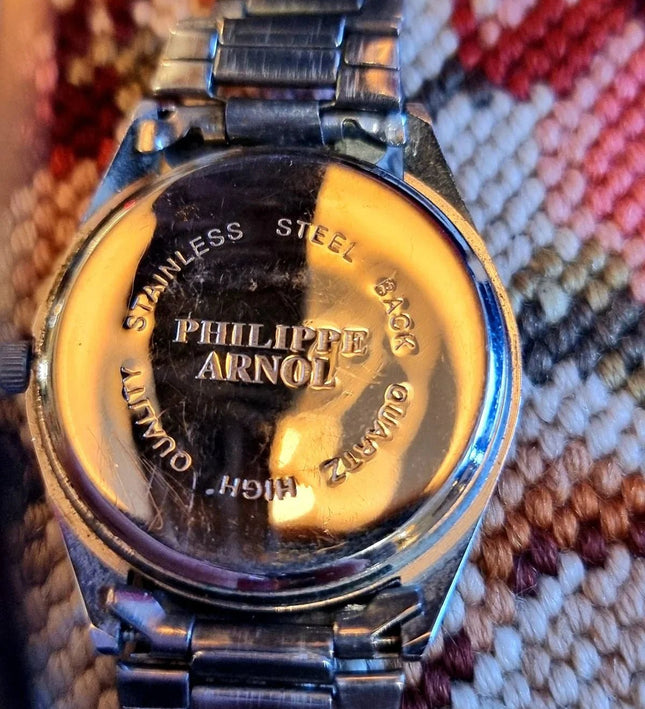 STAINLESS STEEL BACK QUARTZ HIGH QUALITY
PHILIPPE
ARNOL